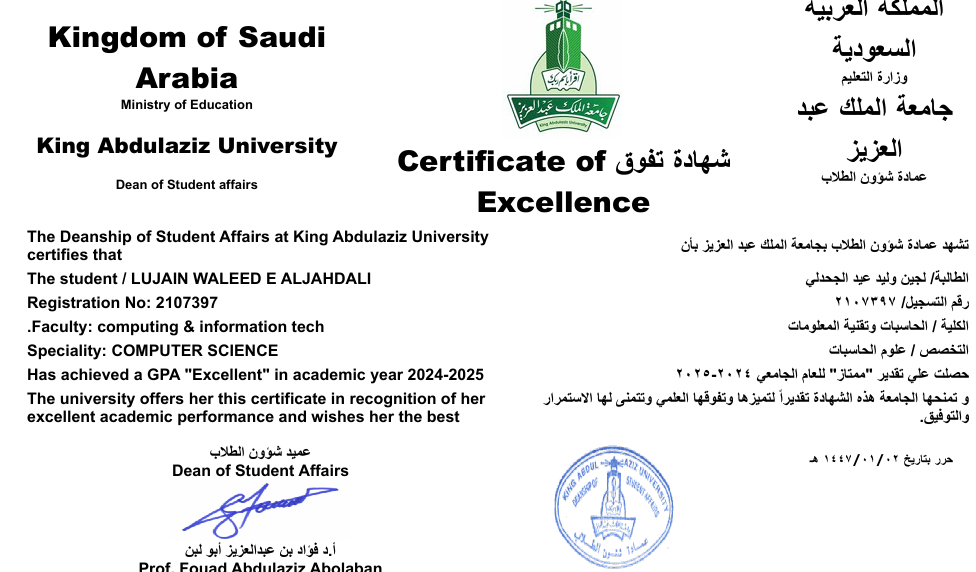 Kingdom of Saudi
Arabia
Ministry of Education
King Abdulaziz University
Dean of Student affairs
اقرأ باسم ربك
جامعة الملك عبد العزيز
King Abdulaziz University
Certificate of شهادة تفوق
Excellence
المملكة العربية
السعودية
وزارة التعليم
جامعة الملك عبد
العزيز
عمادة شؤون الطلاب
The Deanship of Student Affairs at King Abdulaziz University
certifies that
The student / LUJAIN WALEED E ALJAHDALI
Registration No: 2107397
.Faculty: computing & information tech
Speciality: COMPUTER SCIENCE
Has achieved a GPA "Excellent" in academic year 2024-2025
The university offers her this certificate in recognition of her
excellent academic performance and wishes her the best
تشهد عمادة شؤون الطلاب بجامعة الملك عبد العزيز بأن
الطالبة/ لجين وليد عيد الجحدلي
رقم التسجيل/ ٢١٠٧٣٩٧
الكلية / الحاسبات وتقنية المعلومات
التخصص / علوم الحاسبات
حصلت علي تقدير "ممتاز" للعام الجامعي ٢٠٢٤-٢٠٢٥
و تمنحها الجامعة هذه الشهادة تقديراً لتميزها وتفوقها العلمي وتتمنى لها الاستمرار
والتوفيق.
عميد شؤون الطلاب
Dean of Student Affairs
أ.د فؤاد بن عبدالعزيز أبو لبن
Prof. Fouad Abdulaziz Abolaban
KING ABDUL AZIZ UNIVERSITY
DEANSHIP OF STUDENT AFFAIRS
عمادة شئون الطلاب
حرر بتاريخ ١٤٤٧/٠١/٠٢ هـ